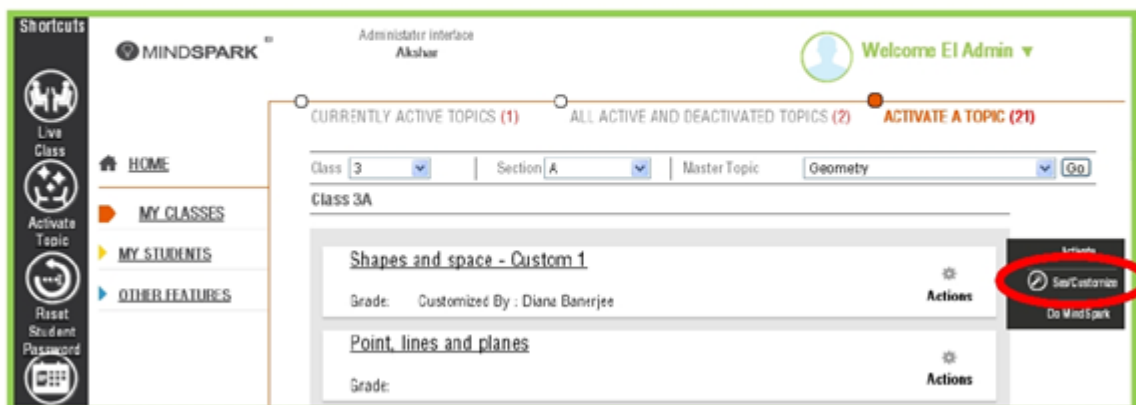 Shortcuts
Live
Class
Activate
Topic
Reset
Student
Password
MINDSPARK
Administater interface
Akshar
Welcome EI Admin
CURRENTLY ACTIVE TOPICS (1)
ALL ACTIVE AND DEACTIVATED TOPICS (2)
ACTIVATE A TOPIC (21)
HOME
MY CLASSES
MY STUDENTS
OTHER FEATURES
Class 3 Section A Master Topic Geometry Go
Class 3A
Shapes and space - Custom 1
Grade: Customized By : Diana Banerjee
Actions
Point, lines and planes
Grade:
Actions
Activate
See/Customize
Do MindSpark